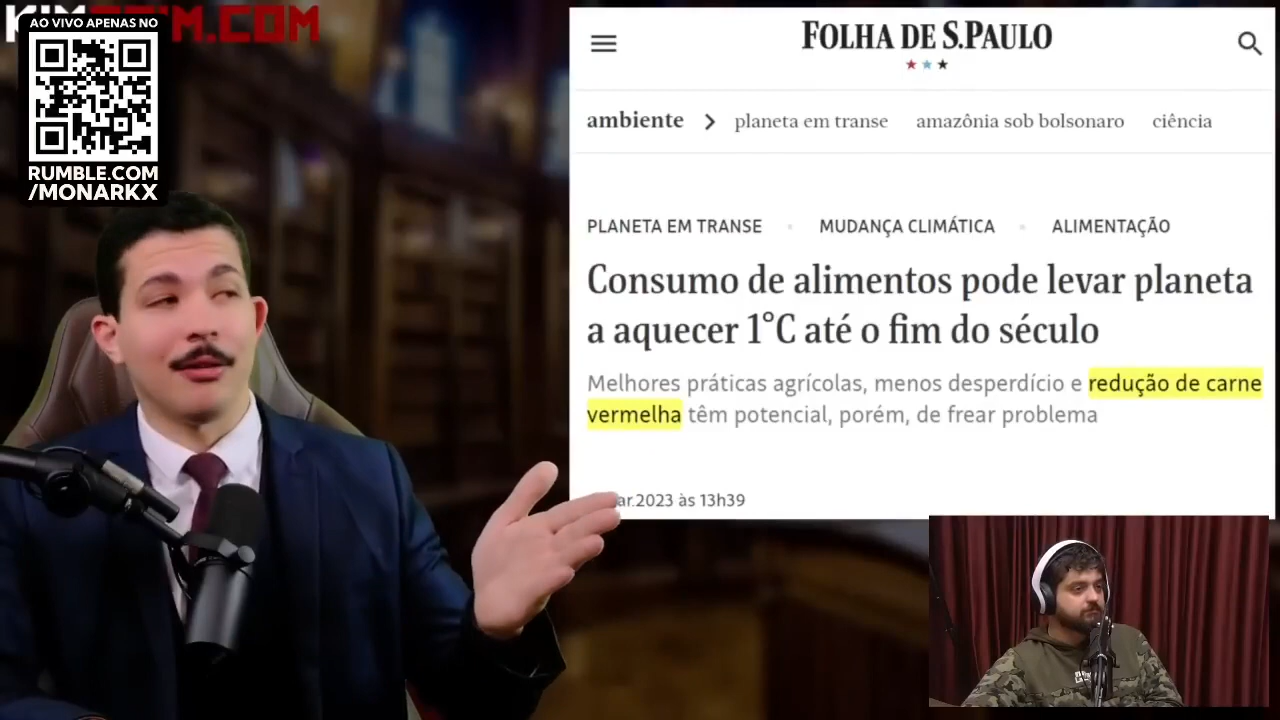 AO VIVO APENAS NO
RUMBLE.COM
/MONARKX
FOLHA DE S.PAULO
ambiente planeta em transe amazônia sob bolsonaro ciência
PLANETA EM TRANSE MUDANÇA CLIMÁTICA ALIMENTAÇÃO
Consumo de alimentos pode levar planeta
a aquecer 1°C até o fim do século
Melhores práticas agrícolas, menos desperdício e redução de carne
vermelha têm potencial, porém, de frear problema
ar.2023 às 13h39